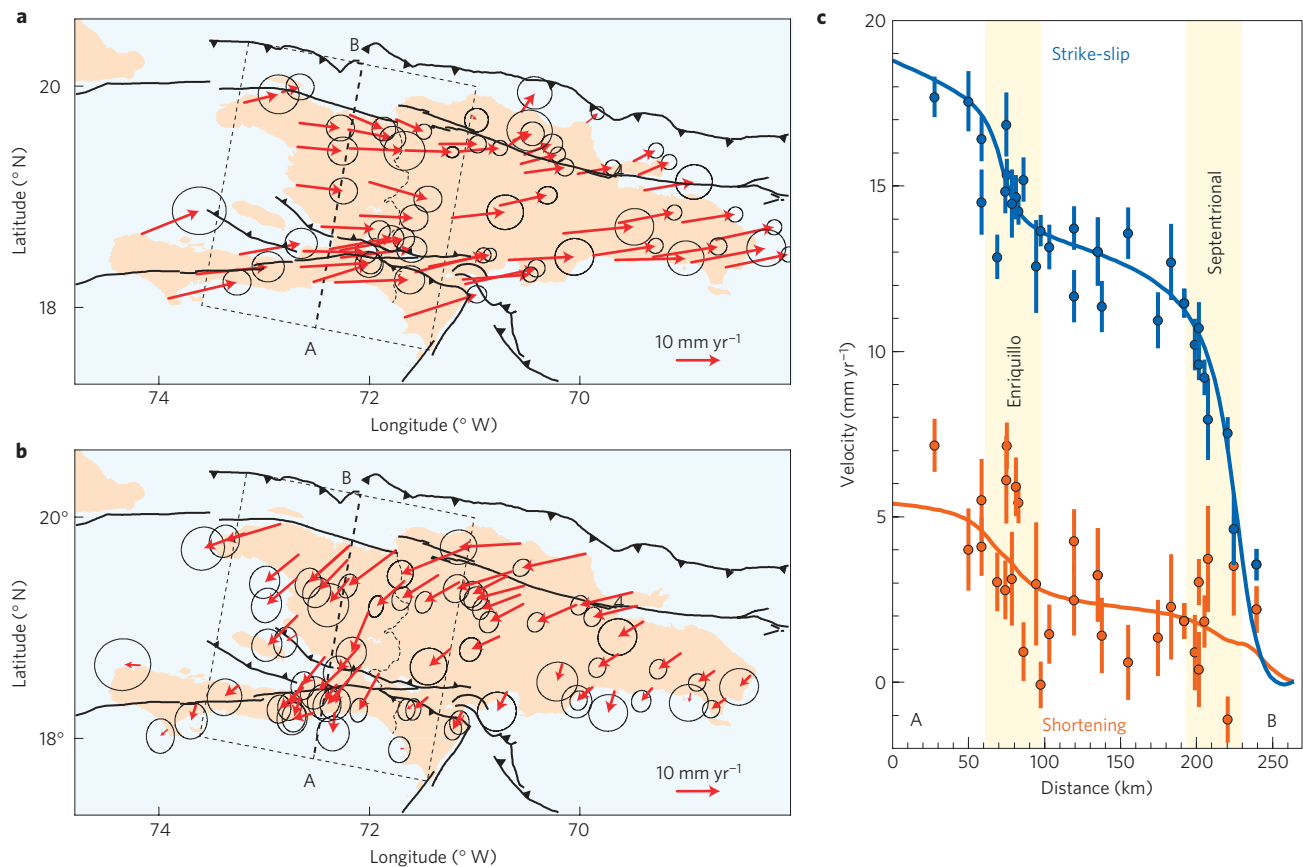 a
B
20
18
A
10 mm yr⁻¹
4
74
72
70
Longitude (° W)
Latitude (° N)
b
B
20°
18°
A
10 mm yr⁻¹
4
74
72
70
Longitude (° W)
Latitude (° N)
c
20
15
10
5
0
Velocity (mm yr⁻¹)
Strike-slip
Enriquillo
Septentrional
A
Shortening
B
0
50
100
150
200
250
Distance (km)